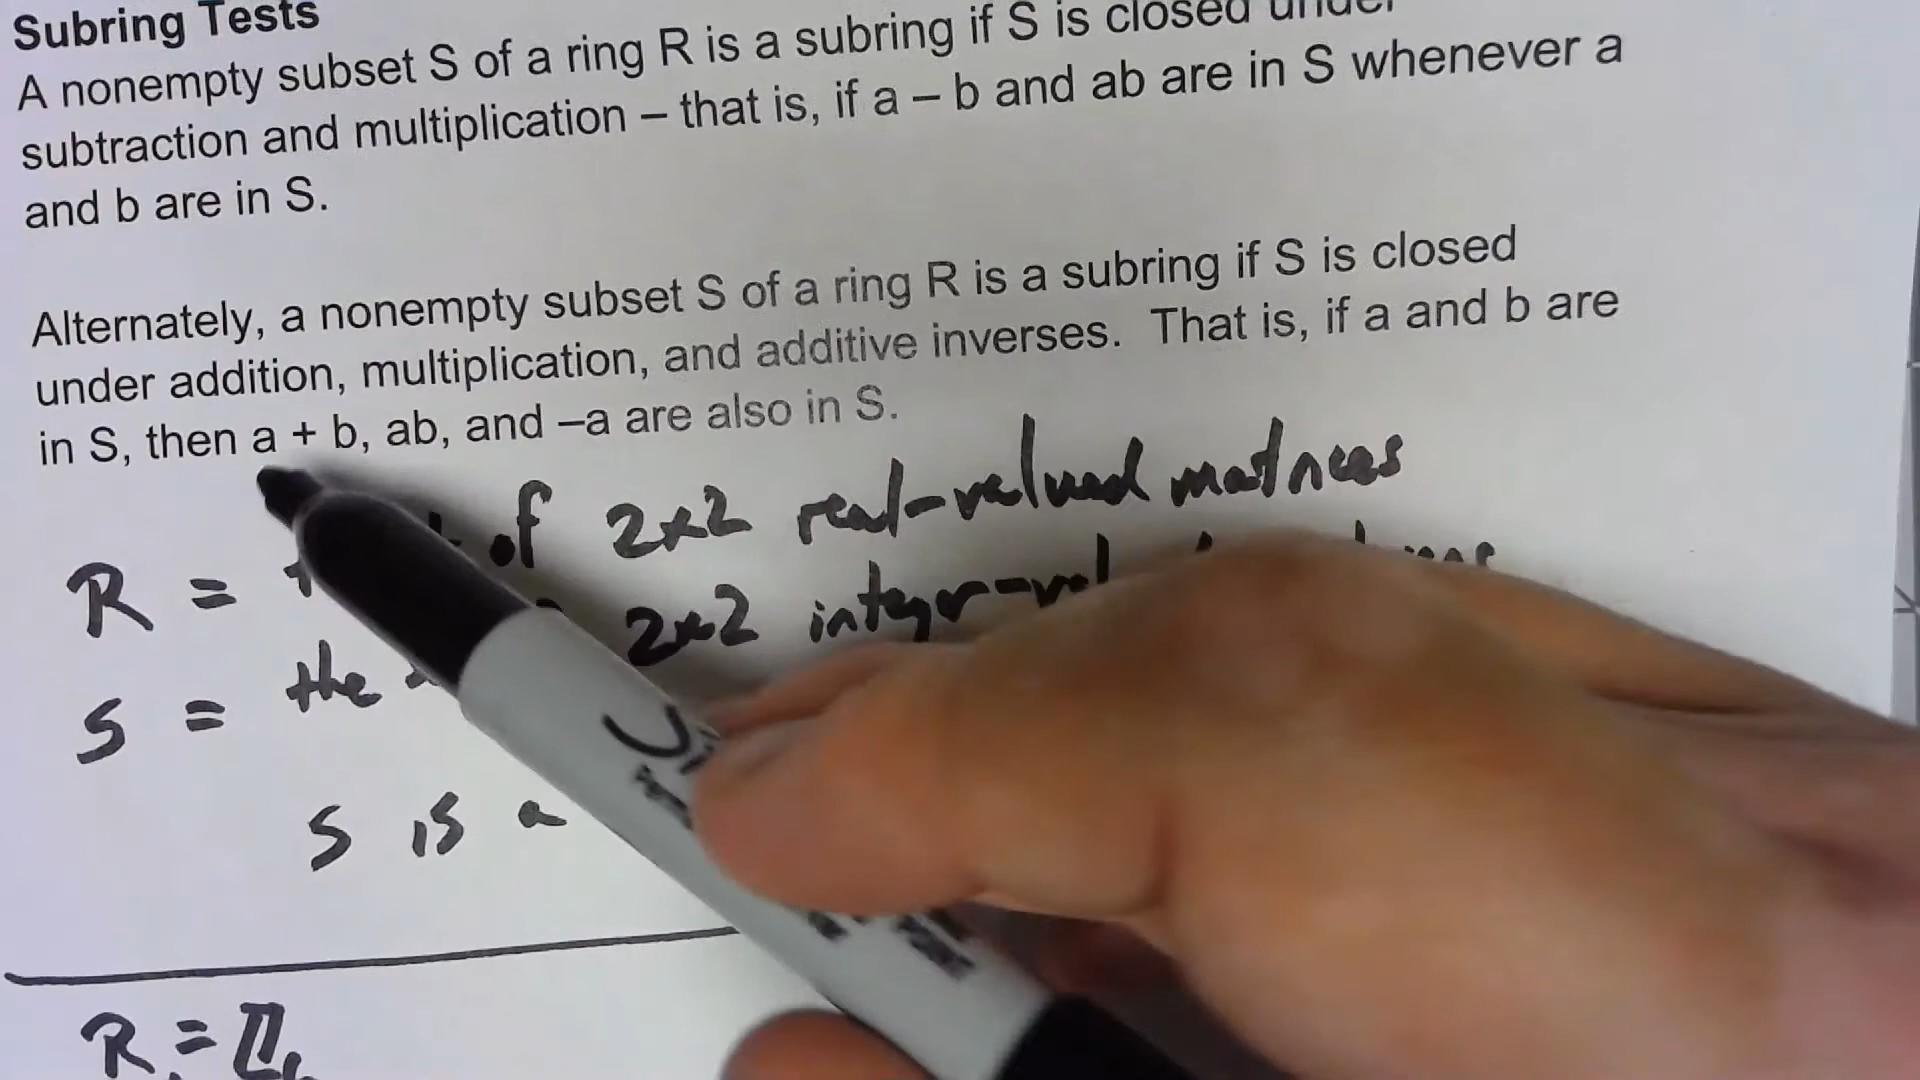 Subring Tests
A nonempty subset S of a ring R is a subring if S is closed under
subtraction and multiplication – that is, if a – b and ab are in S whenever a
and b are in S.
Alternately, a nonempty subset S of a ring R is a subring if S is closed
under addition, multiplication, and additive inverses. That is, if a and b are
in S, then a + b, ab, and –a are also in S.
R = of 2x2 real-valued matrices
S = the 2x2
S is a
R =